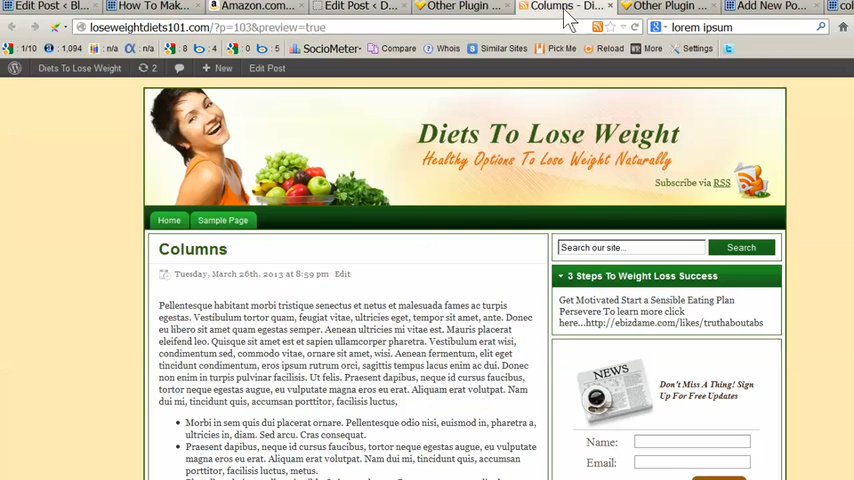 Edit Post ‹ Bl...
How To Mak...
Amazon.com...
Edit Post ‹ D...
Other Plugin ...
Columns - Di...
Other Plugin ...
Add New Po...
col
loseweightdiets101.com/?p=103&preview=true
lorem ipsum
0
1,094
N/A
0
0
0
0
SocioMeter
Compare
Whois
Similar Sites
Pick Me
Reload
More
Settings
Diets To Lose Weight
2
New
Edit Post
Diets To Lose Weight
Healthy Options To Lose Weight Naturally
Subscribe via RSS
Home
Sample Page
Columns
Tuesday, March 26th, 2013 at 8:59 pm Edit
Pellentesque habitant morbi tristique senectus et netus et malesuada fames ac turpis
egestas. Vestibulum tortor quam, feugiat vitae, ultricies eget, tempor sit amet, ante. Donec
eu libero sit amet quam egestas semper. Aenean ultricies mi vitae est. Mauris placerat
eleifend leo. Quisque sit amet est et sapien ullamcorper pharetra. Vestibulum erat wisi,
condimentum sed, commodo vitae, ornare sit amet, wisi. Aenean fermentum, elit eget
tincidunt condimentum, eros ipsum rutrum orci, sagittis tempus lacus enim ac dui. Donec
non enim in turpis pulvinar facilisis. Ut felis. Praesent dapibus, neque id cursus faucibus,
tortor neque egestas augue, eu vulputate magna eros eu erat. Aliquam erat volutpat. Nam
dui mi, tincidunt quis, accumsan porttitor, facilisis luctus,
Morbi in sem quis dui placerat ornare. Pellentesque odio nisi, euismod in, pharetra a,
ultricies in, diam. Sed arcu. Cras consequat.
Praesent dapibus, neque id cursus faucibus, tortor neque egestas augue, eu vulputate
magna eros eu erat. Aliquam erat volutpat. Nam dui mi, tincidunt quis, accumsan
porttitor, facilisis luctus, metus.
Search our site...
Search
3 Steps To Weight Loss Success
Get Motivated Start a Sensible Eating Plan
Persevere To learn more click
here...http://ebizdame.com/likes/truthaboutabs
NEWS
Don't Miss A Thing! Sign
Up For Free Updates
Name:
Email: